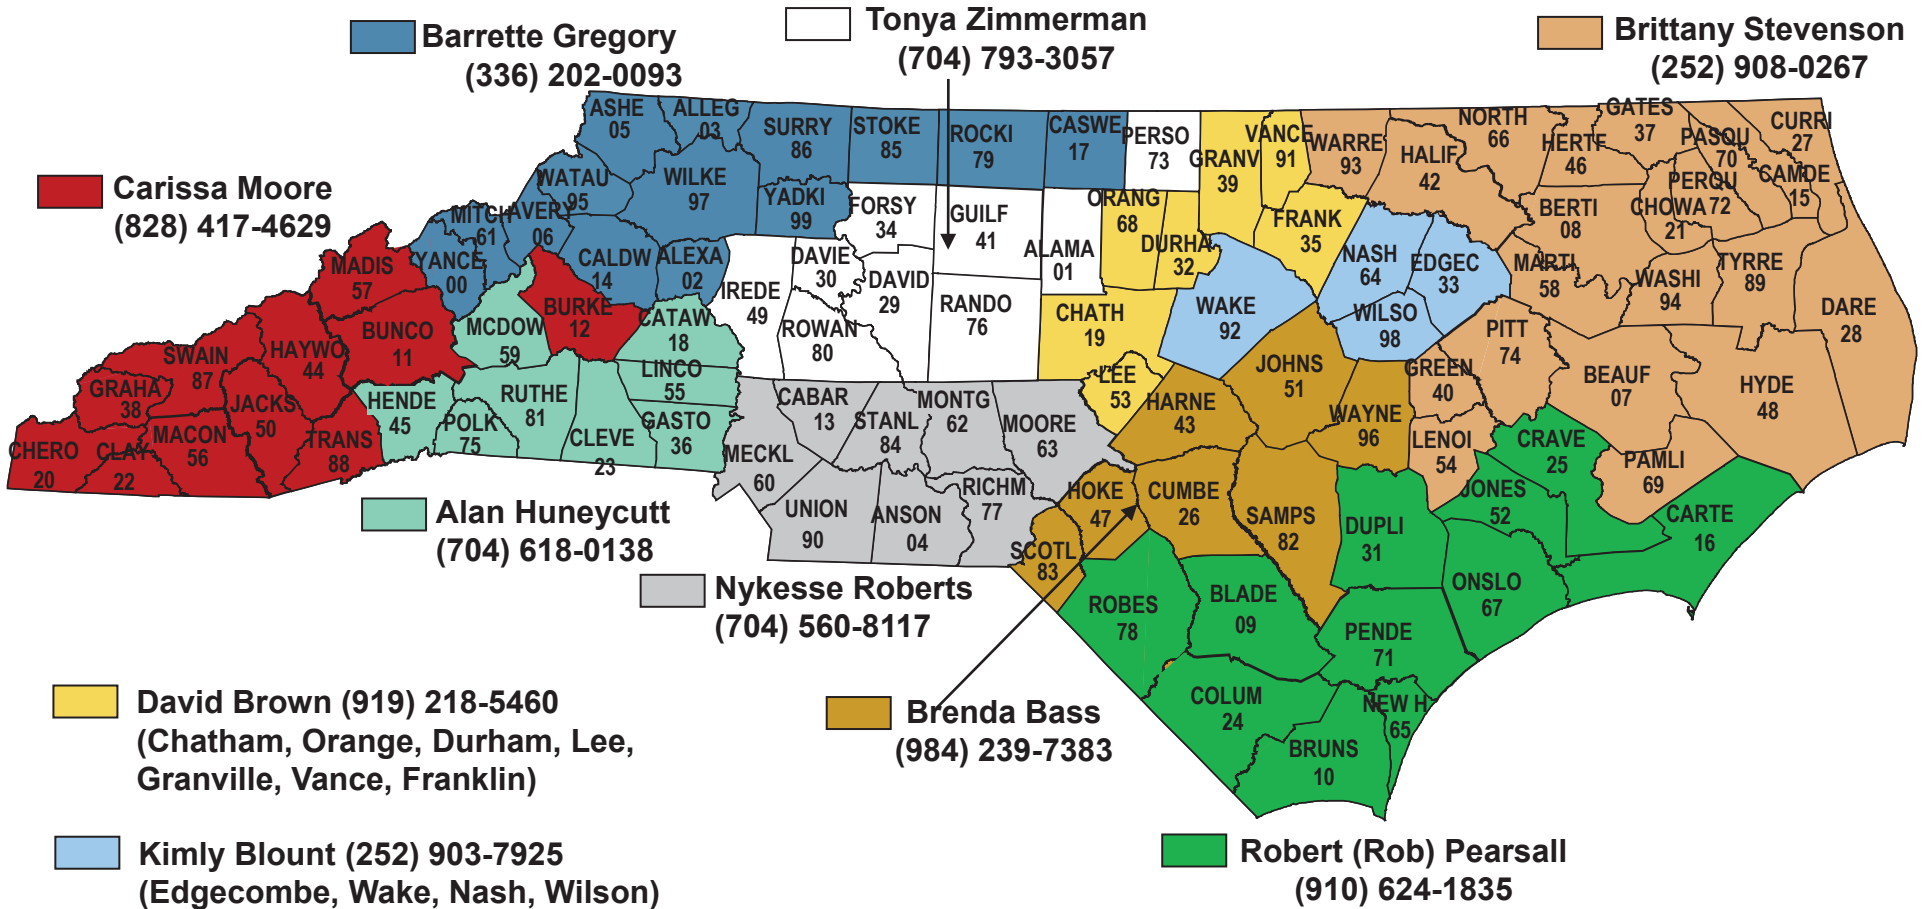 Barrette Gregory
(336) 202-0093
Tonya Zimmerman
(704) 793-3057
Brittany Stevenson
(252) 908-0267
Carissa Moore
(828) 417-4629
ASHE
05
ALLEG
03
SURRY
86
STOKE
85
ROCKI
79
CASWE
17
PERSO
73
GRANV
39
VANCE
91
WARRE
93
HALIF
42
NORTH
66
HERTF
46
GATES
37
PASQU
70
CURRI
27
CAMDE
15
PERQU
72
CHOWA
21
BERTI
08
WATAU
95
WILKE
97
YADKI
99
FORSY
34
GUILF
41
ALAMA
01
ORANG
68
DURHA
32
FRANK
35
NASH
64
EDGEC
33
MARTI
58
WASHI
94
TYRRE
89
DARE
28
MITCH
61
AVERY
06
YANCE
00
CALDW
14
ALEXA
02
IREDE
49
DAVIE
30
DAVID
29
ROWAN
80
RANDO
76
CHATH
19
WAKE
92
WILSO
98
PITT
74
GREEN
40
BEAUF
07
HYDE
48
MADIS
57
BUNCO
11
MCDOW
59
BURKE
12
CATAW
18
LINCO
55
GASTO
36
CLEVE
23
RUTHE
81
POLK
75
HENDE
45
HAYWO
44
SWAIN
87
GRAHA
38
JACKS
50
MACON
56
TRANS
88
CHERO
20
CLAY
22
CABAR
13
STANL
84
MONTG
62
MOORE
63
LEE
53
HARNE
43
JOHNS
51
WAYNE
96
LENOI
54
CRAVE
25
PAMLI
69
MECKL
60
UNION
90
ANSON
04
RICHM
77
SCOTL
83
HOKE
47
CUMBE
26
SAMPS
82
DUPLI
31
JONES
52
CARTE
16
ONSLO
67
ROBES
78
BLADE
09
PENDE
71
COLUM
24
BRUNS
10
NEW H
65
Alan Huneycutt
(704) 618-0138
Nykesse Roberts
(704) 560-8117
David Brown (919) 218-5460
(Chatham, Orange, Durham, Lee,
Granville, Vance, Franklin)
Brenda Bass
(984) 239-7383
Kimly Blount (252) 903-7925
(Edgecombe, Wake, Nash, Wilson)
Robert (Rob) Pearsall
(910) 624-1835